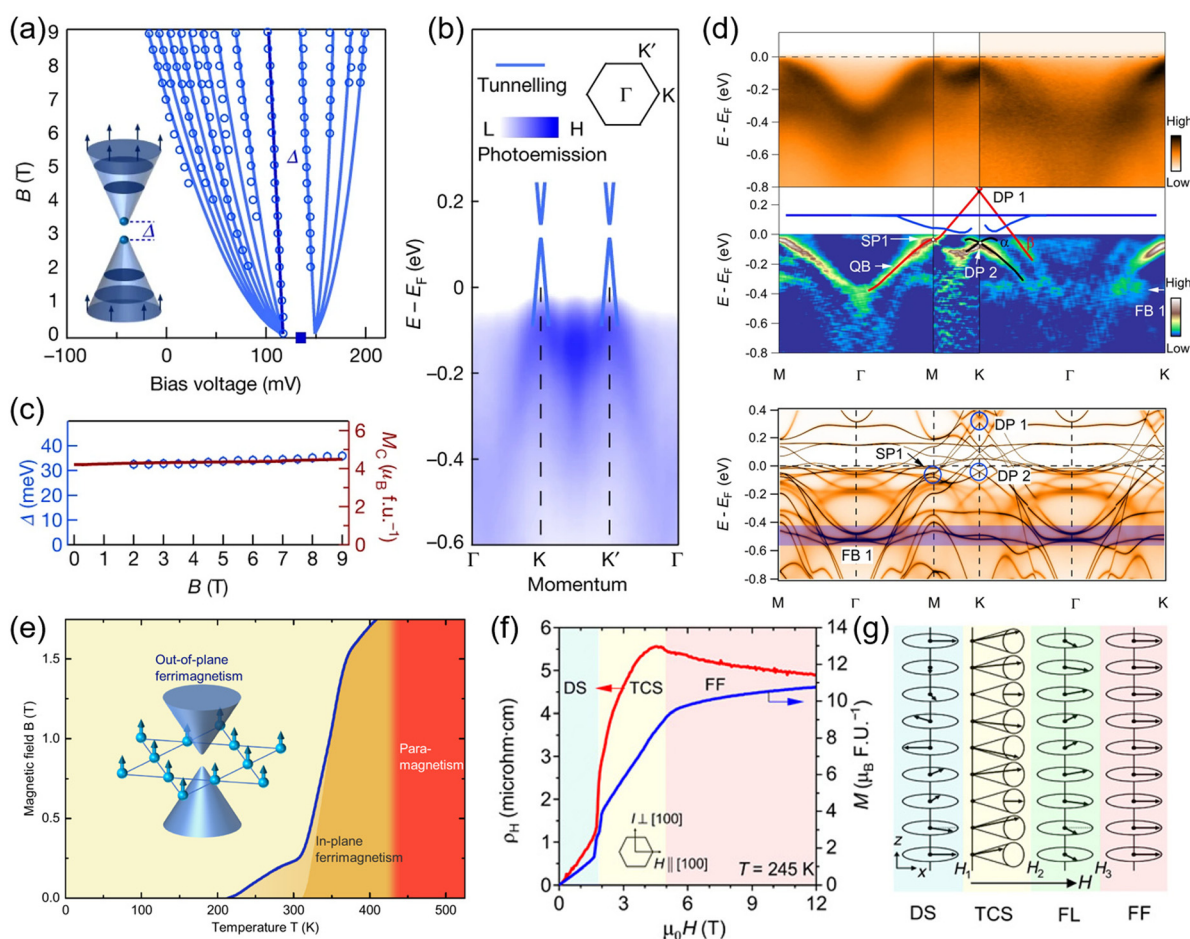 (a)
9
8
7
6
5
4
3
2
1
0
B (T)
Δ
Δ
−100
0
100
200
Bias voltage (mV)
(b)
K′
K
Γ
Tunnelling
L
H
Photoemission
−0.2
0
−0.2
−0.4
−0.6
E − EF (eV)
Γ
K
K′
Γ
Momentum
(c)
40
30
20
10
0
Δ (meV)
6
4
2
0
MC (μB f.u.⁻¹)
0 1 2 3 4 5 6 7 8 9
B (T)
(d)
0.0
-0.2
-0.4
-0.6
-0.8
E - EF (eV)
High
Low
DP 1
0.2
0.0
-0.2
-0.4
-0.6
-0.8
E - EF (eV)
SP1
QB
α
β
DP 2
FB 1
High
Low
M Γ M K Γ K
0.4
0.2
0.0
-0.2
-0.4
-0.6
-0.8
E - EF (eV)
DP 1
SP1
DP 2
FB 1
M Γ M K Γ K
(e)
1.5
1.0
0.5
0.0
Magnetic field B (T)
Out-of-plane
ferrimagnetism
Para-
magnetism
In-plane
ferrimagnetism
50 100 150 200 250 300 350 400 450 500
Temperature T (K)
(f)
6
5
4
3
2
1
0
ρH (microhm·cm)
DS
TCS
FF
14
12
10
8
6
4
2
0
M (μB F.U.⁻¹)
I ⊥ [100]
H ∥ [100]
T = 245 K
0 3 6 9 12
μ0H (T)
(g)
z
x
H1
H2
H3
H
DS
TCS
FL
FF